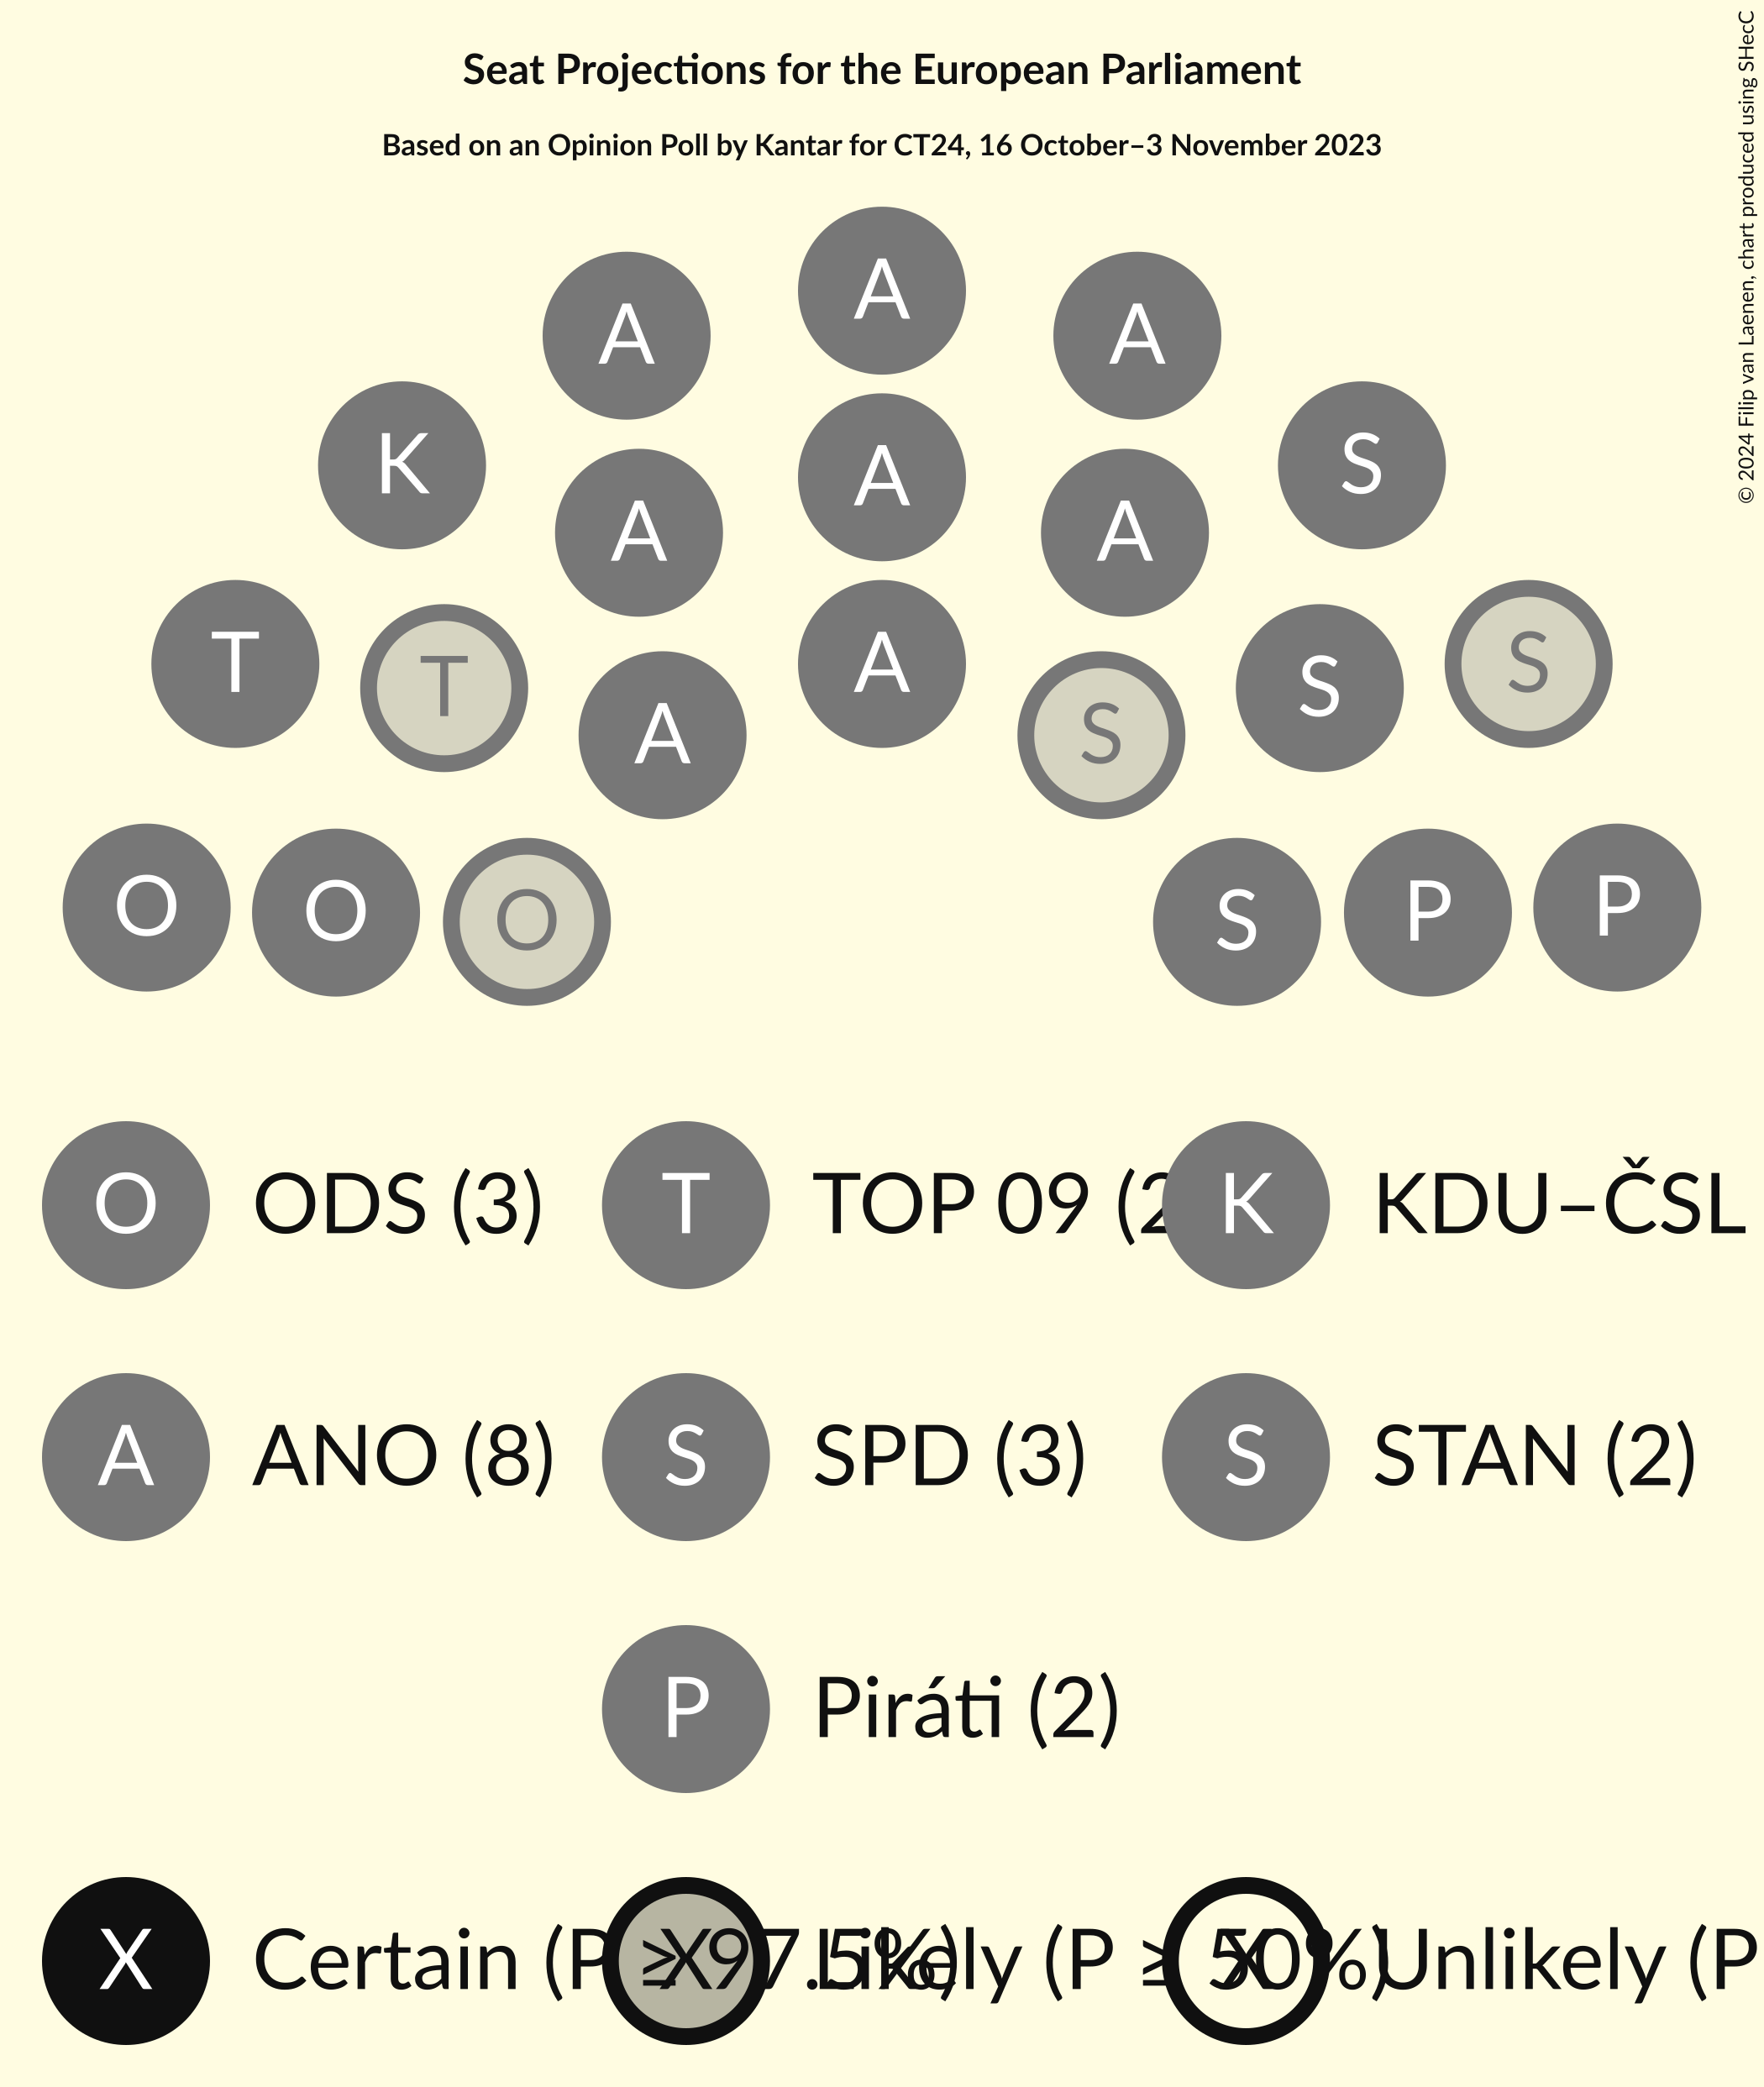 Seat Projections for the European Parliament
Based on an Opinion Poll by Kantar for CT24, 16 October–3 November 2023
© 2024 Filip van Laenen, chart produced using SHecC
A
A A
K A S
A A
T A S
T S
A S
O O O S P P
O ODS (3) T TOP 09 (2 K KDU–ČSL
A ANO (8) S SPD (3) S STAN (2)
P Piráti (2)
X Certain (P ≥ 97.5%) X Likely (P ≥ 50%) X Unlikely (P